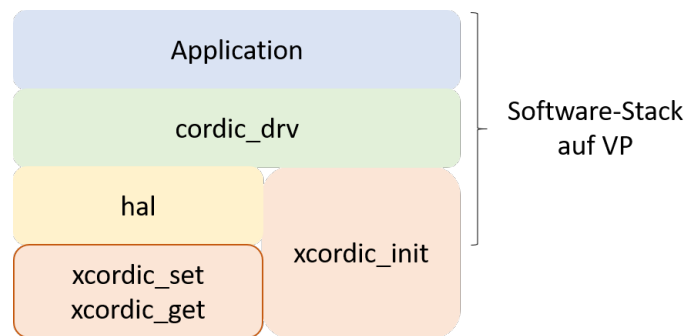 Application
cordic_drv
hal
xcordic_set
xcordic_get
xcordic_init
Software-Stack
auf VP